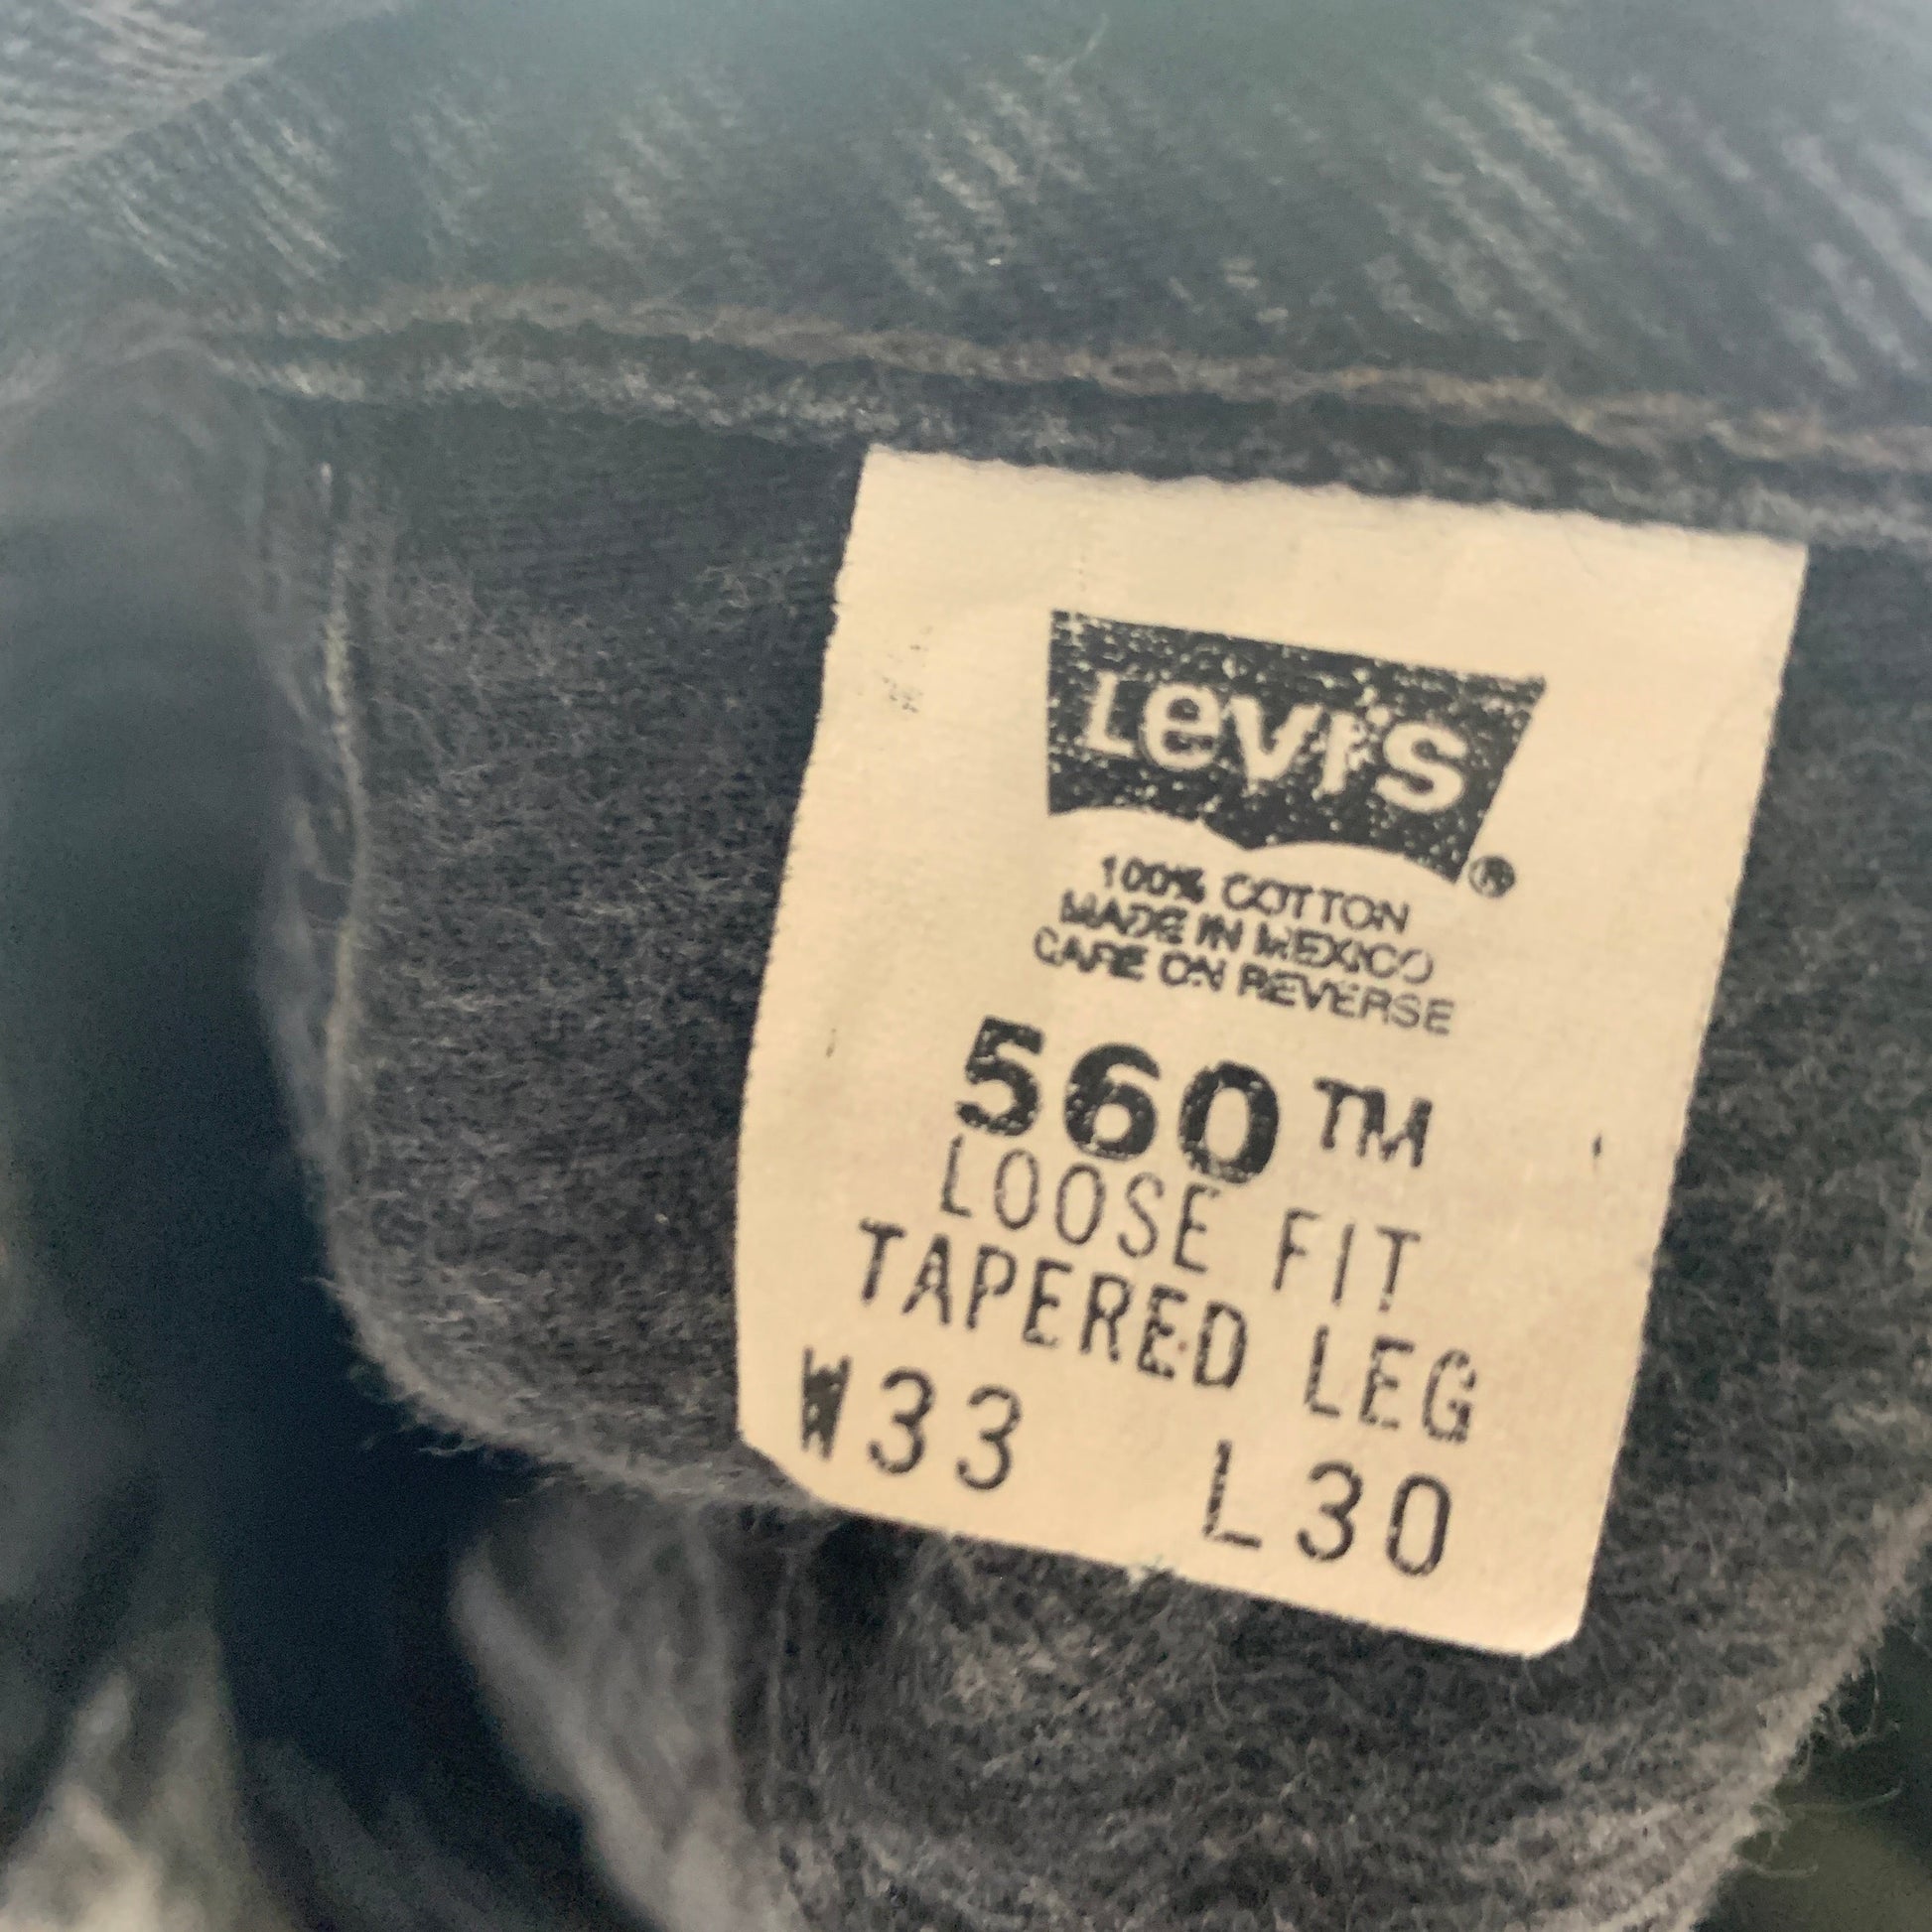 Levi's ®
100% COTTON
MADE IN MEXICO
CARE ON REVERSE
560™
LOOSE FIT
TAPERED LEG
W33 L30